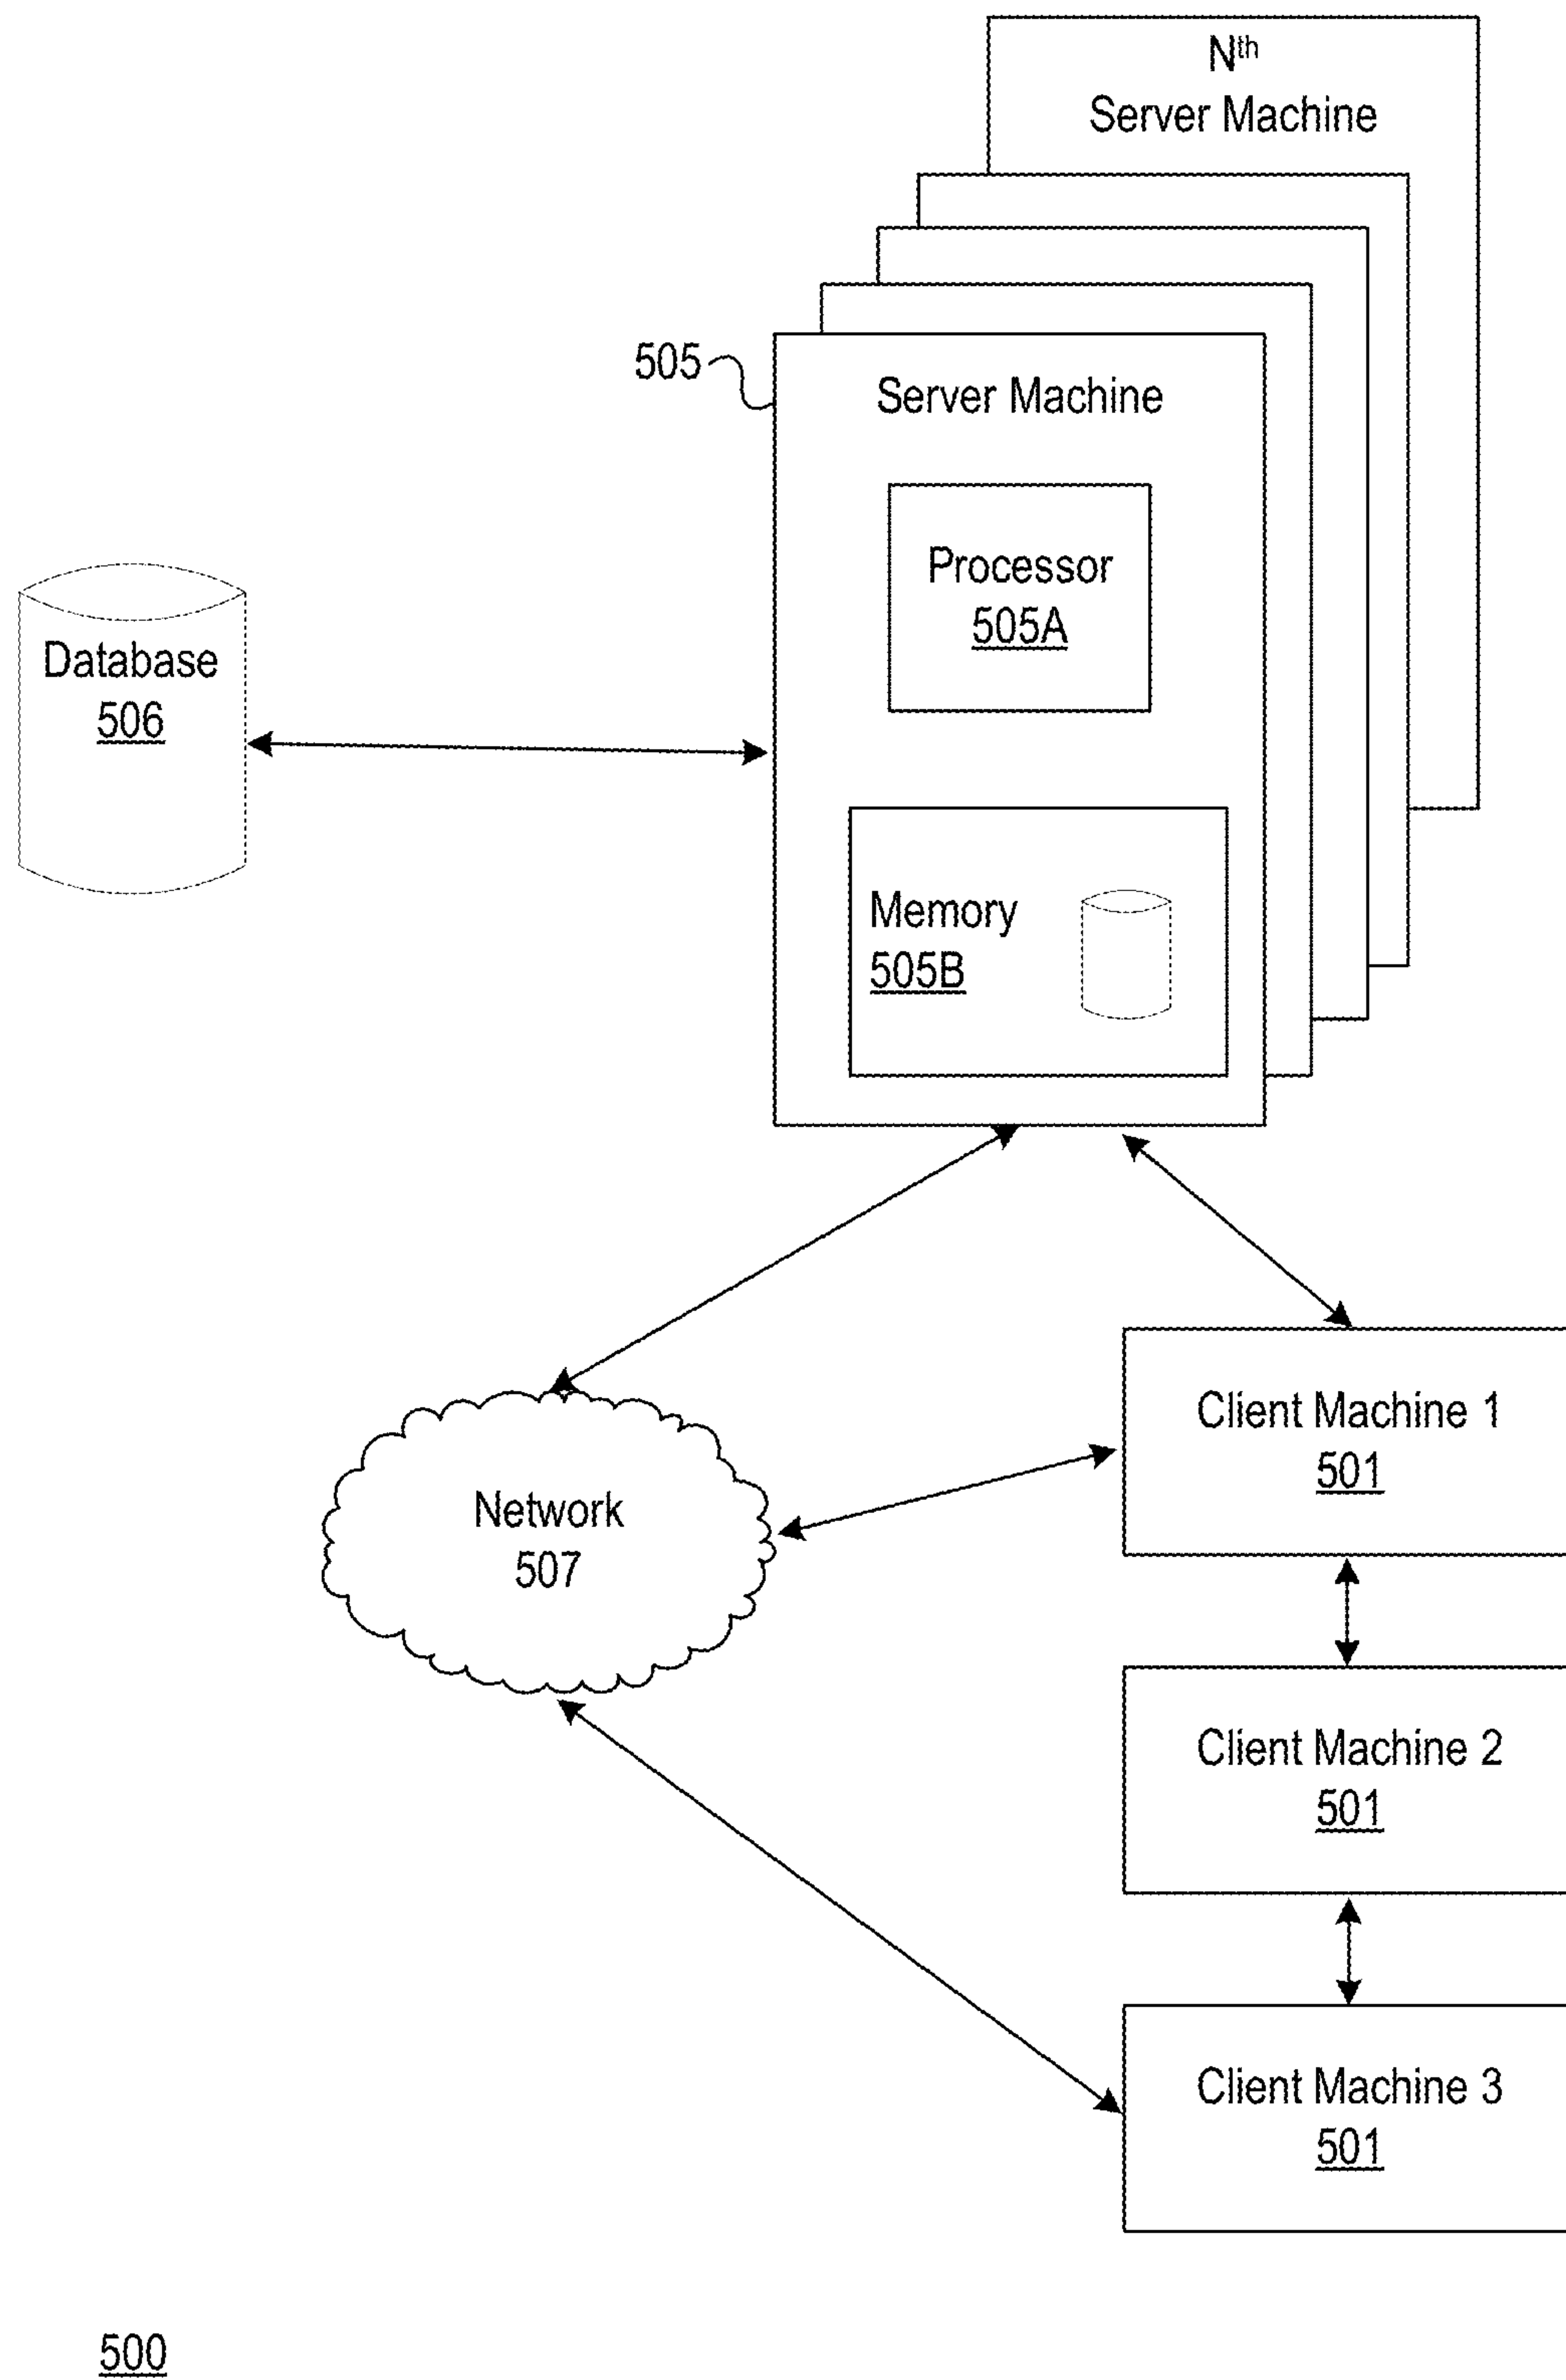 Nth
Server Machine
505
Server Machine
Processor
505A
Database
506
Memory
505B
Client Machine 1
501
Network
507
Client Machine 2
501
Client Machine 3
501
500